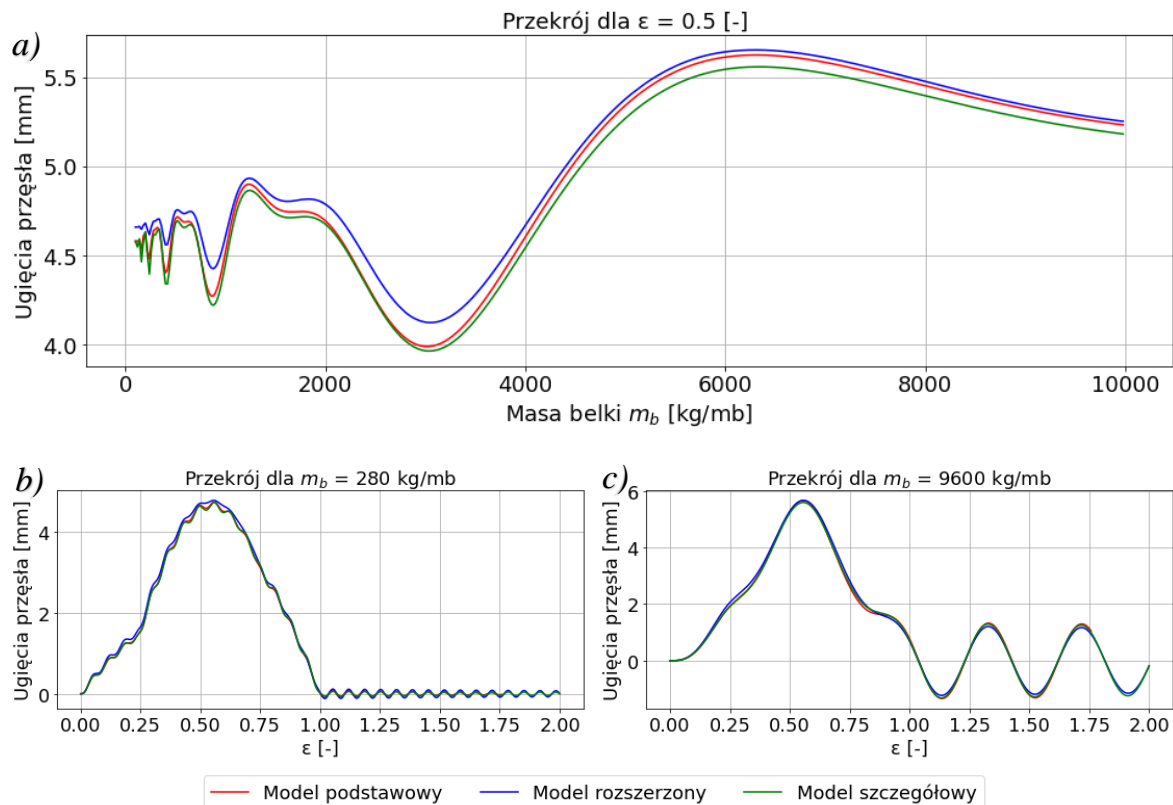 a)
Przekrój dla ε = 0.5 [-]
Ugięcia przęsła [mm]
5.5
5.0
4.5
4.0
0 2000 4000 6000 8000 10000
Masa belki m_b [kg/mb]
b)
Przekrój dla m_b = 280 kg/mb
Ugięcia przęsła [mm]
4
2
0
0.00 0.25 0.50 0.75 1.00 1.25 1.50 1.75 2.00
ε [-]
c)
Przekrój dla m_b = 9600 kg/mb
Ugięcia przęsła [mm]
6
4
2
0
0.00 0.25 0.50 0.75 1.00 1.25 1.50 1.75 2.00
ε [-]
Model podstawowy Model rozszerzony Model szczegółowy